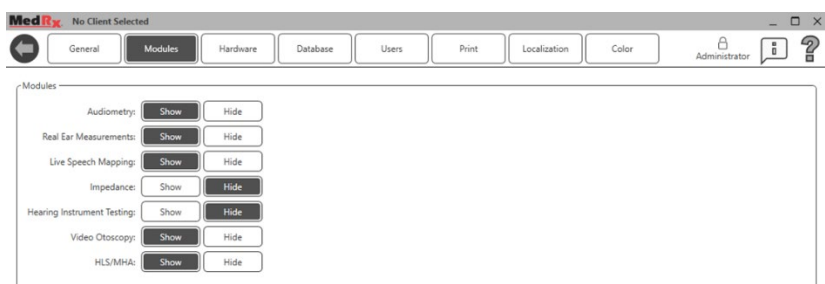 MedRx No Client Selected
General Modules Hardware Database Users Print Localization Color Administrator
Modules
Audiometry: Show Hide
Real Ear Measurements: Show Hide
Live Speech Mapping: Show Hide
Impedance: Show Hide
Hearing Instrument Testing: Show Hide
Video Otoscopy: Show Hide
HLS/MHA: Show Hide